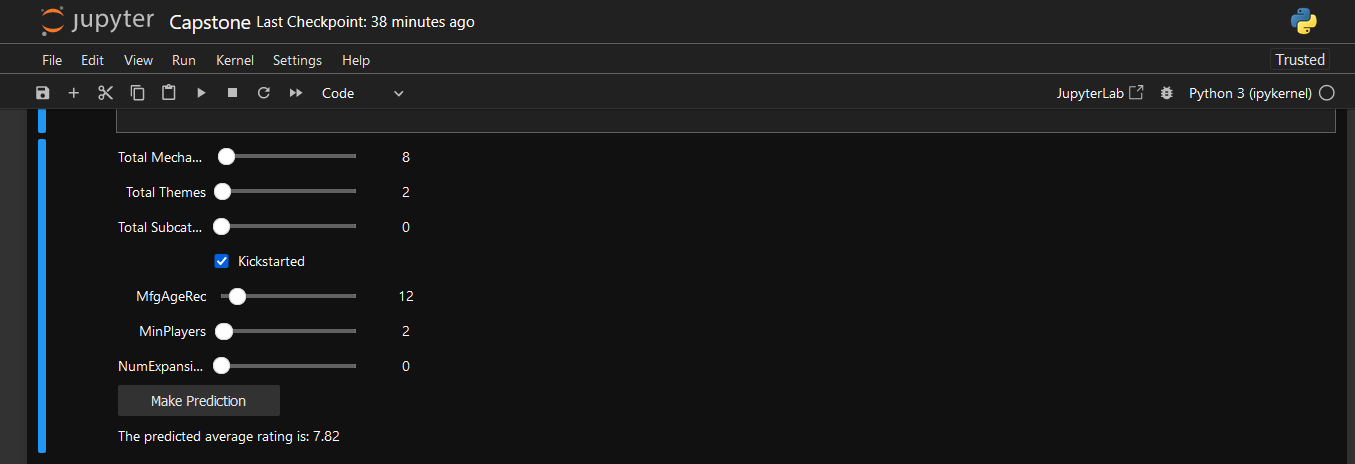 jupyter Capstone Last Checkpoint: 38 minutes ago
File Edit View Run Kernel Settings Help Trusted
Code JupyterLab Python 3 (ipykernel)
Total Mecha... 8
Total Themes 2
Total Subcat... 0
Kickstarted
MfgAgeRec 12
MinPlayers 2
NumExpansi... 0
Make Prediction
The predicted average rating is: 7.82